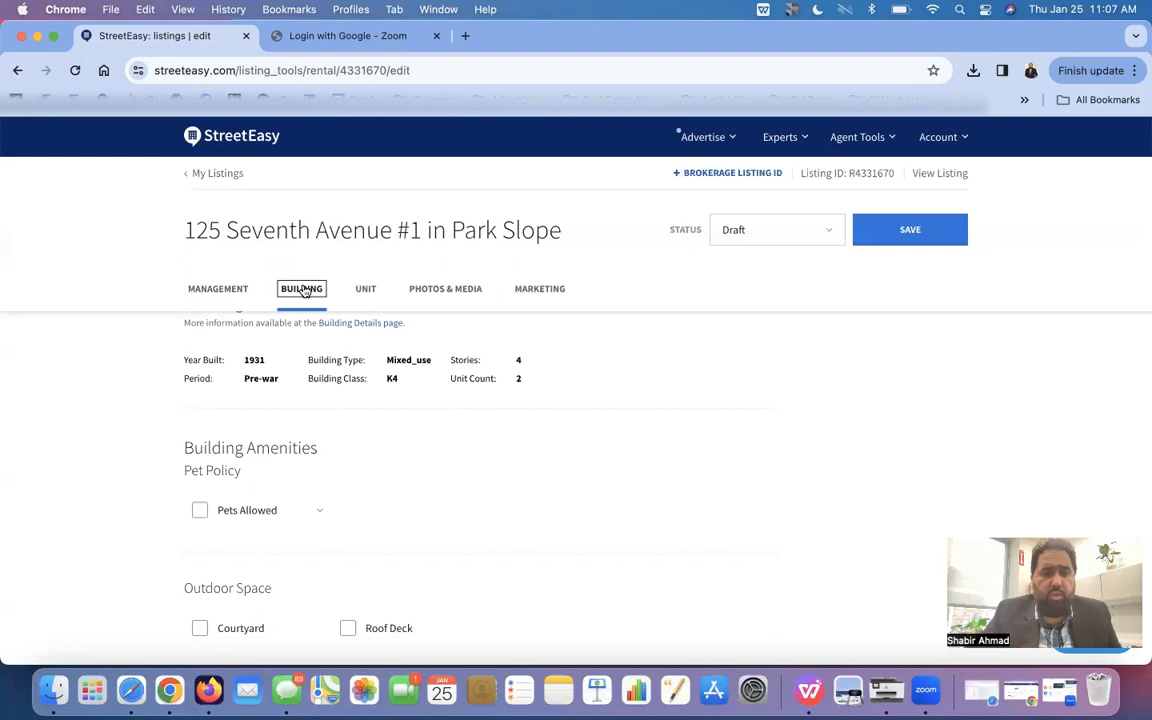 Chrome File Edit View History Bookmarks Profiles Tab Window Help Thu Jan 25 11:07 AM
StreetEasy: listings | edit Login with Google - Zoom
streeteasy.com/listing_tools/rental/4331670/edit Finish update
All Bookmarks
StreetEasy Advertise Experts Agent Tools Account
My Listings + BROKERAGE LISTING ID Listing ID: R4331670 View Listing
125 Seventh Avenue #1 in Park Slope STATUS Draft SAVE
MANAGEMENT BUILDING UNIT PHOTOS & MEDIA MARKETING
More information available at the Building Details page.
Year Built: 1931 Building Type: Mixed_use Stories: 4
Period: Pre-war Building Class: K4 Unit Count: 2
Building Amenities
Pet Policy
Pets Allowed
Outdoor Space
Courtyard Roof Deck
Shabir Ahmad
89
1
JAN
25
zoom